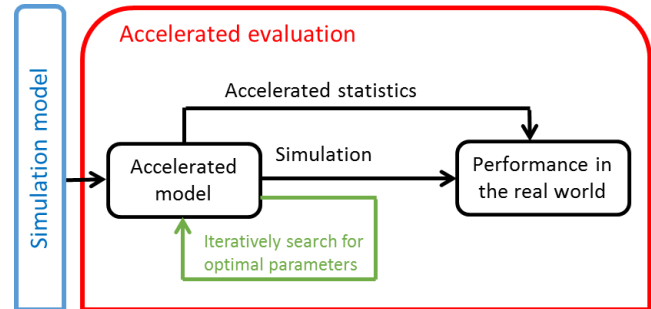 Simulation model
Accelerated evaluation
Accelerated statistics
Accelerated
model
Simulation
Performance in
the real world
Iteratively search for
optimal parameters